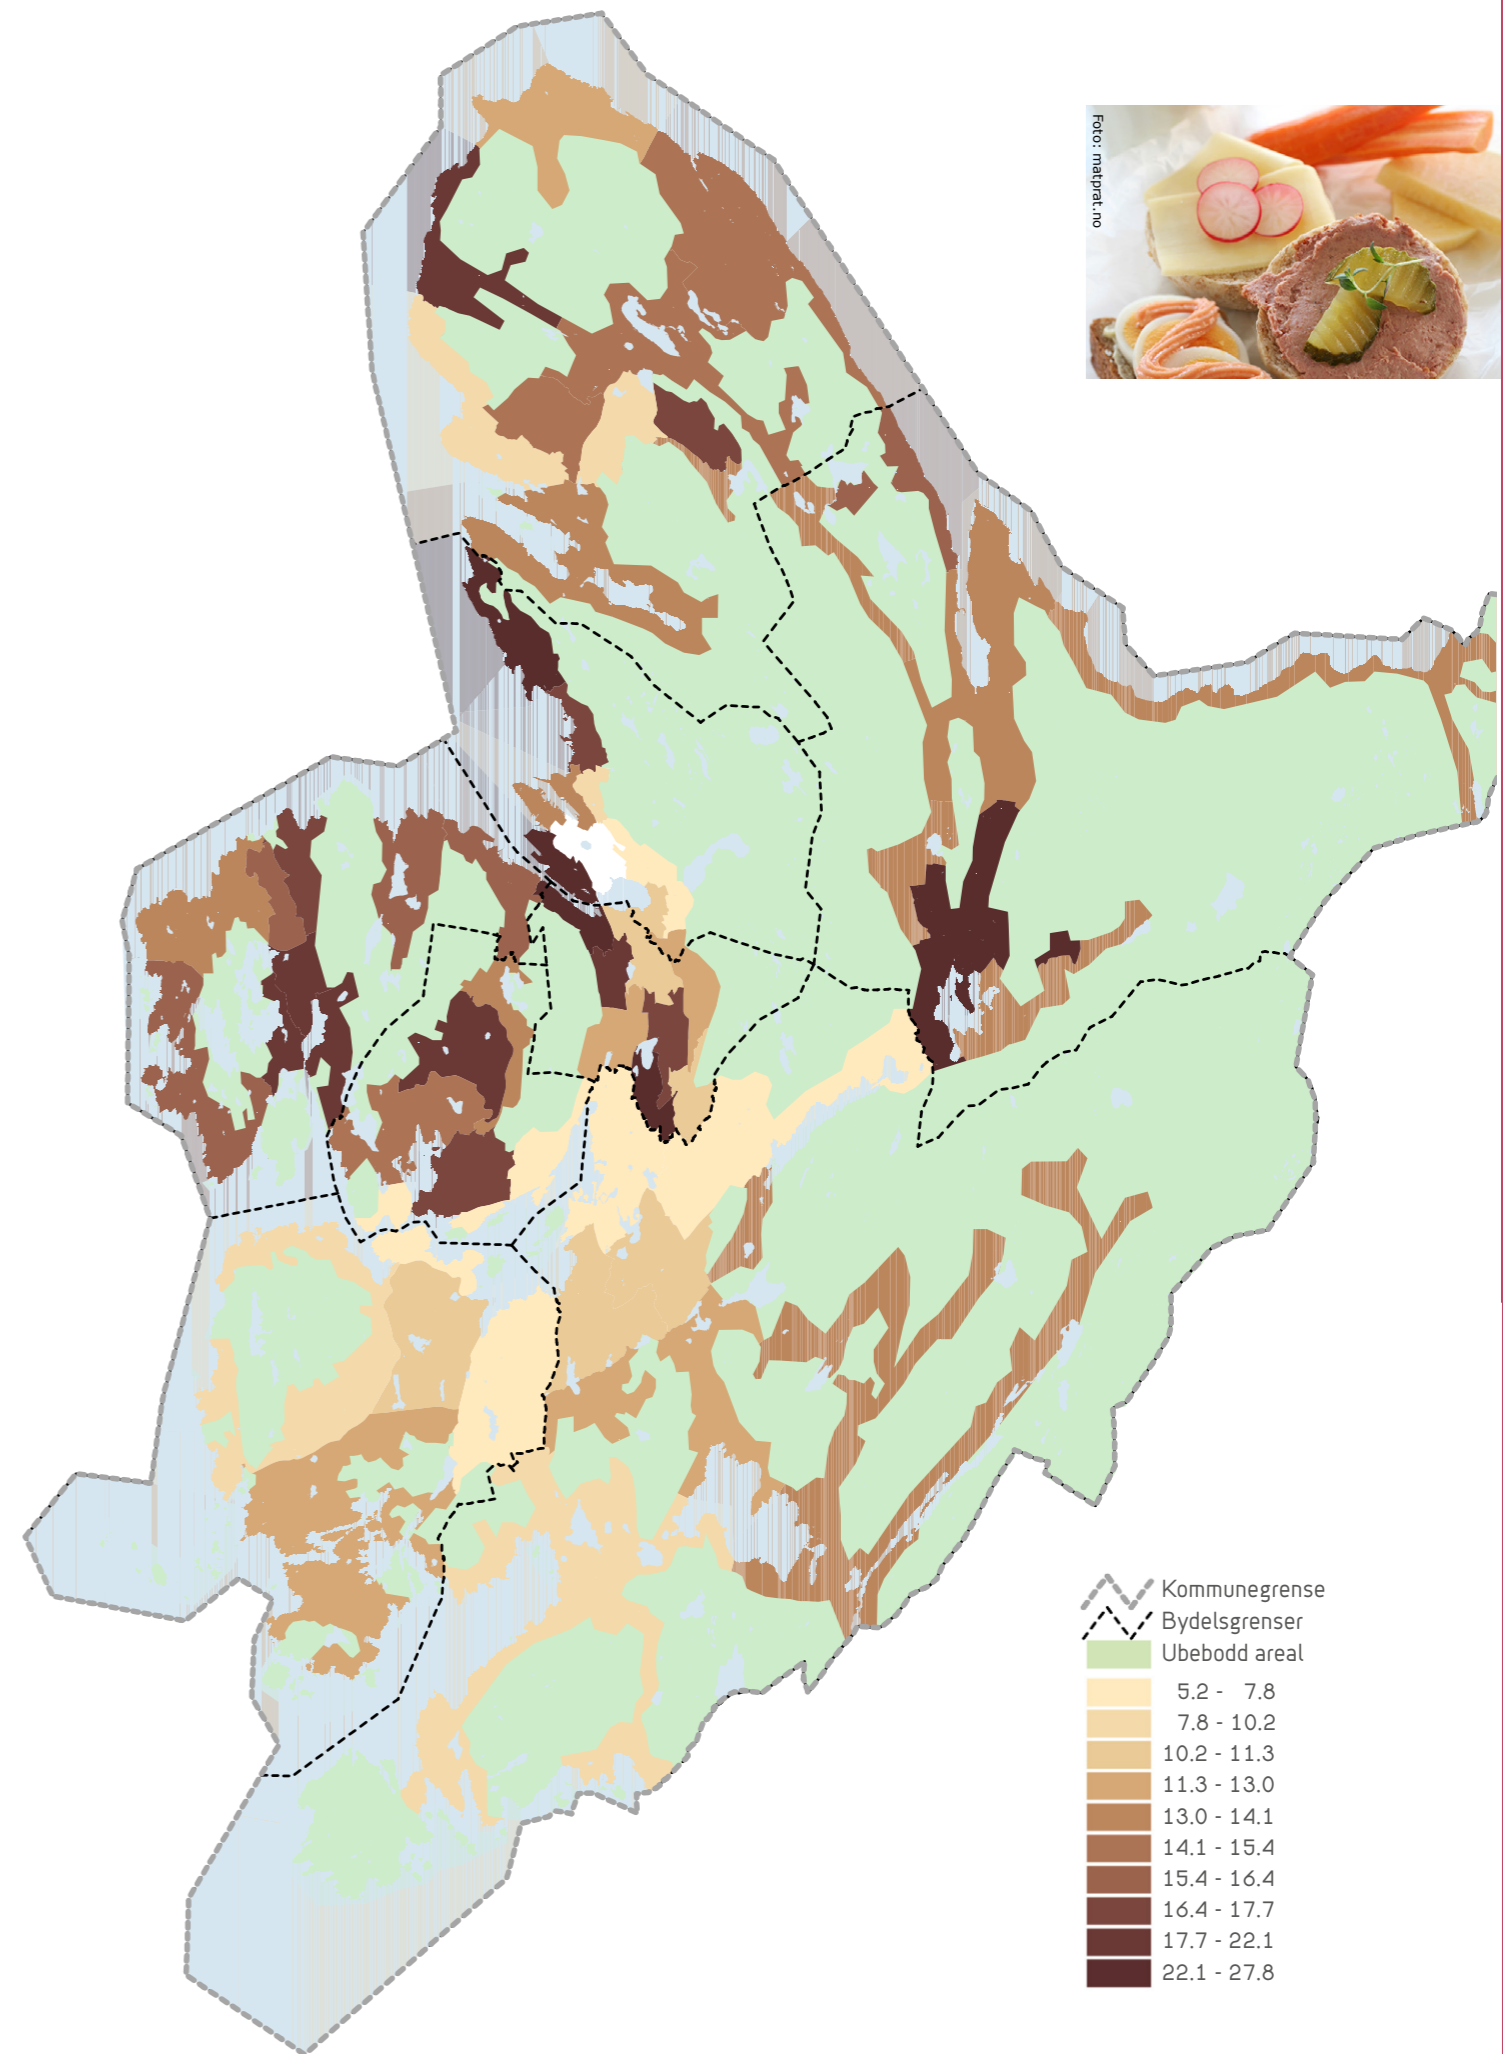 Foto: matprat.no
Kommunegrense
Bydelsgrenser
Ubebodd areal
5.2 - 7.8
7.8 - 10.2
10.2 - 11.3
11.3 - 13.0
13.0 - 14.1
14.1 - 15.4
15.4 - 16.4
16.4 - 17.7
17.7 - 22.1
22.1 - 27.8